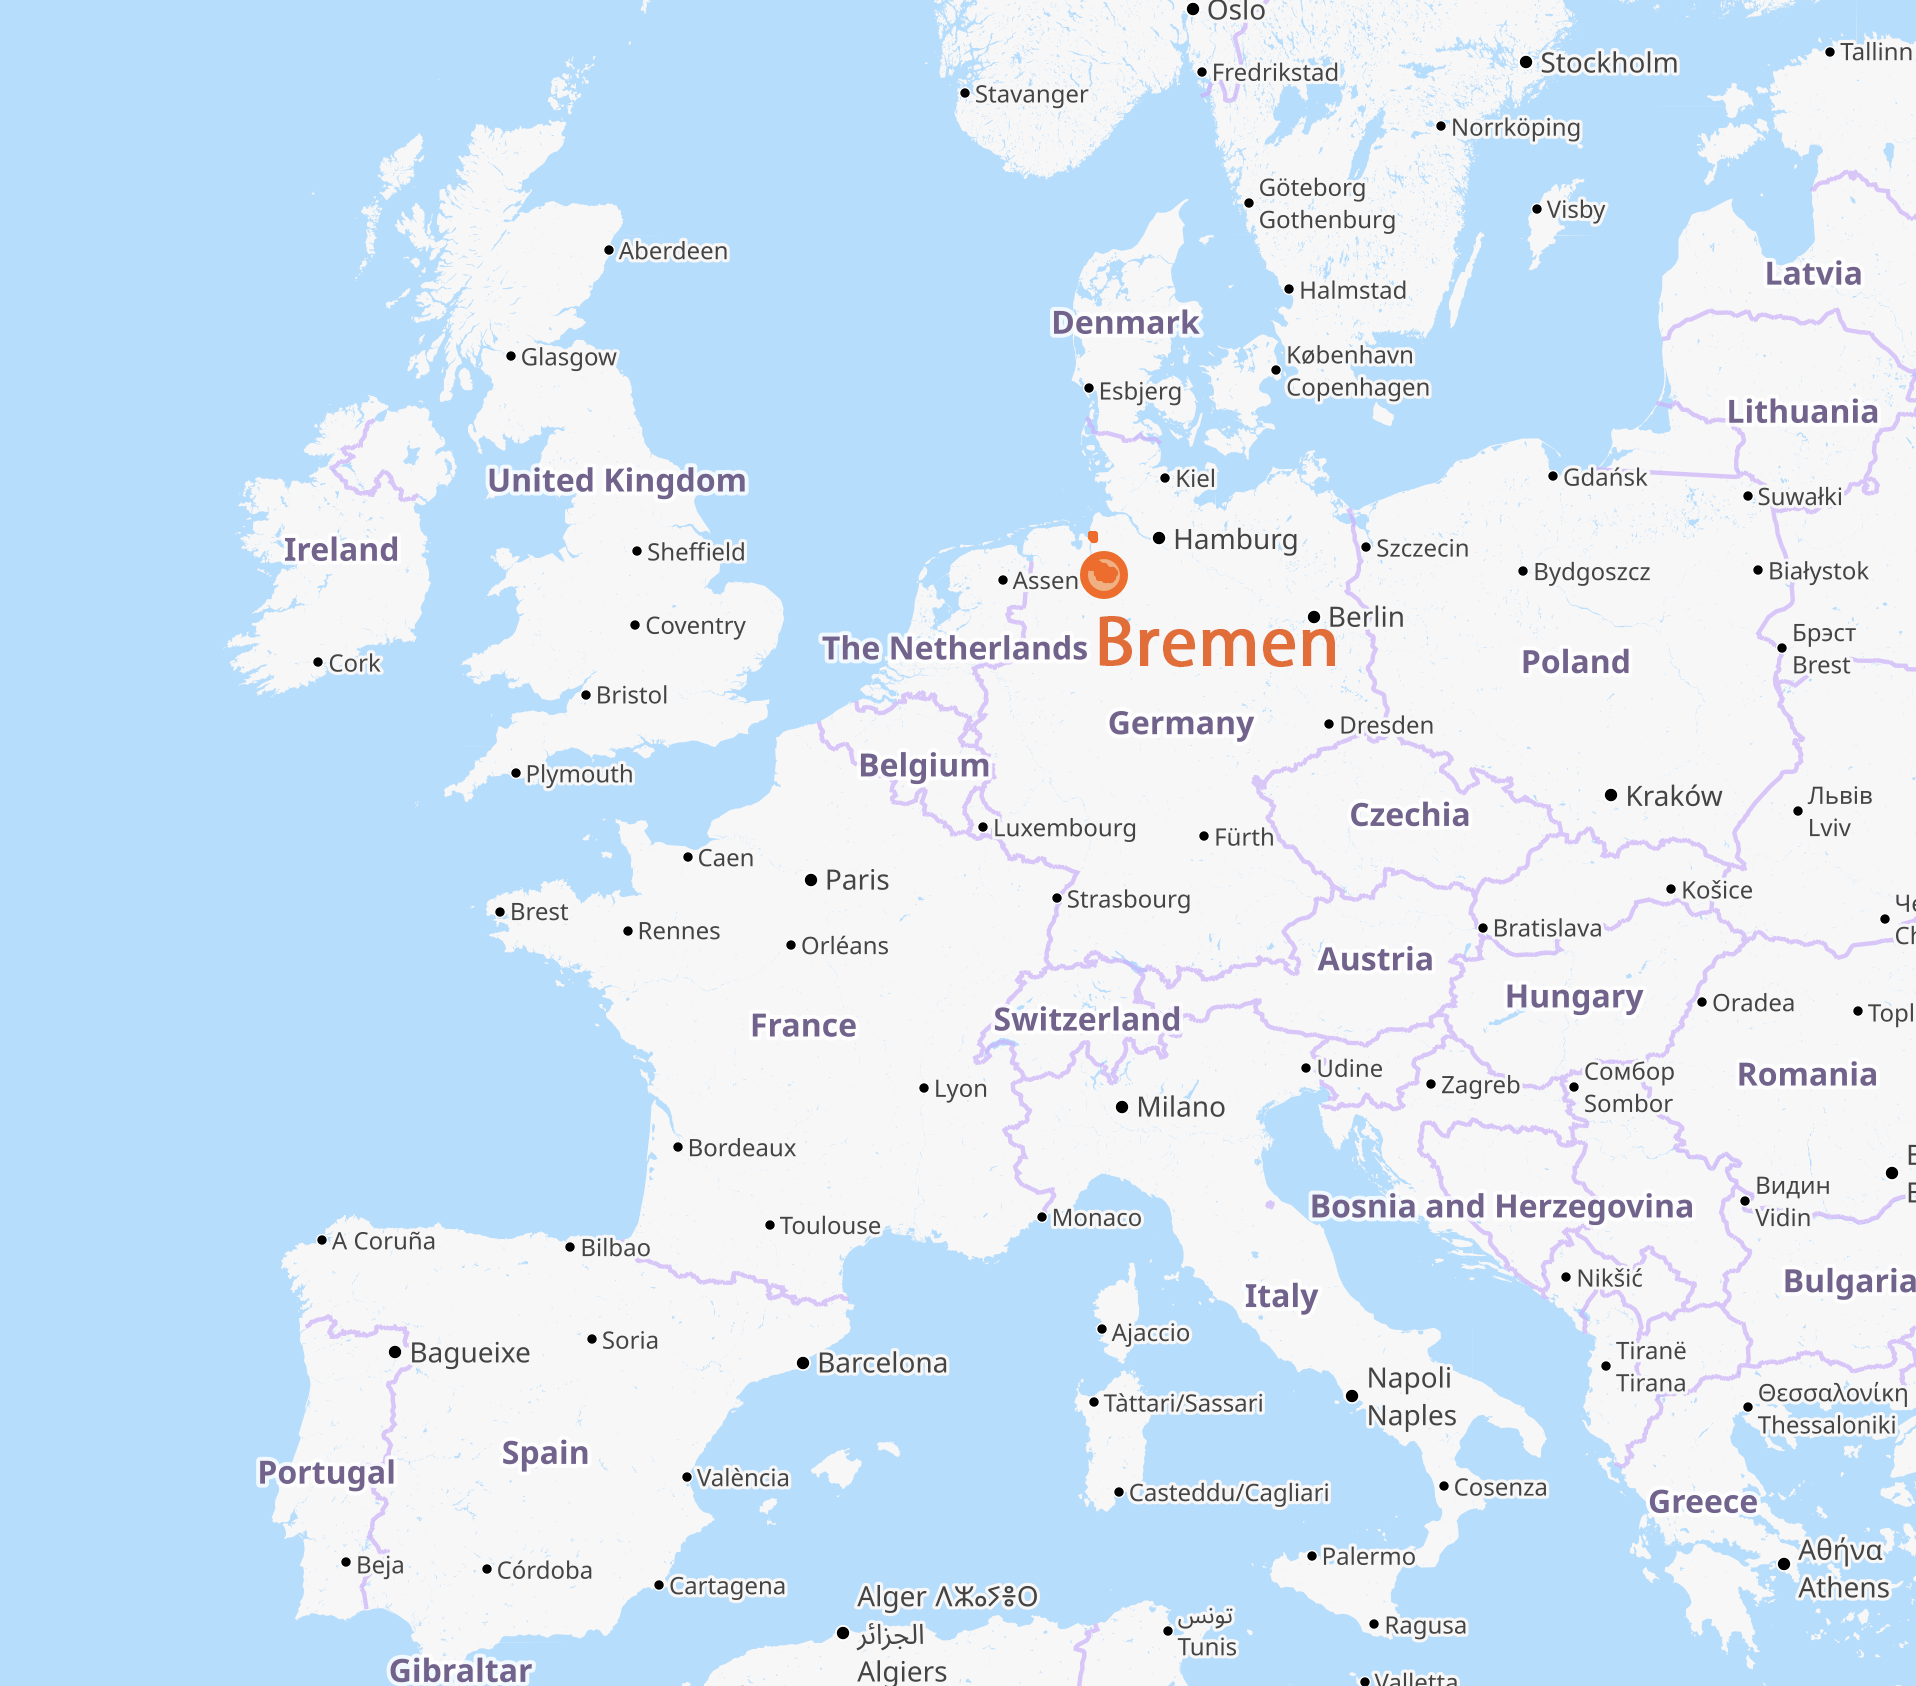 Oslo
Stockholm
Tallinn
Fredrikstad
Stavanger
Norrköping
Göteborg
Gothenburg
Visby
Aberdeen
Latvia
Halmstad
Denmark
København
Copenhagen
Glasgow
Esbjerg
Lithuania
United Kingdom
Kiel
Gdańsk
Suwałki
Ireland
Sheffield
Hamburg
Szczecin
Bydgoszcz
Białystok
Assen
Coventry
Berlin
Брэст
Brest
The Netherlands
Bremen
Cork
Poland
Bristol
Germany
Dresden
Belgium
Plymouth
Kraków
Львів
Lviv
Czechia
Luxembourg
Fürth
Caen
Paris
Košice
Strasbourg
Brest
Rennes
Orléans
Bratislava
Austria
Hungary
Oradea
Topl
Switzerland
France
Udine
Сомбор
Sombor
Romania
Lyon
Zagreb
Milano
Bordeaux
Видин
Vidin
Bosnia and Herzegovina
Monaco
Toulouse
A Coruña
Bilbao
Nikšić
Bulgaria
Italy
Ajaccio
Soria
Bagueixe
Barcelona
Tiranë
Tirana
Napoli
Naples
Θεσσαλονίκη
Thessaloniki
Tàttari/Sassari
Spain
Portugal
València
Casteddu/Cagliari
Cosenza
Greece
Αθήνα
Athens
Palermo
Beja
Córdoba
Cartagena
Alger ⴷⵣⴰⵢⴻⵔ
الجزائر
Algiers
تونس
Tunis
Ragusa
Gibraltar
Valletta